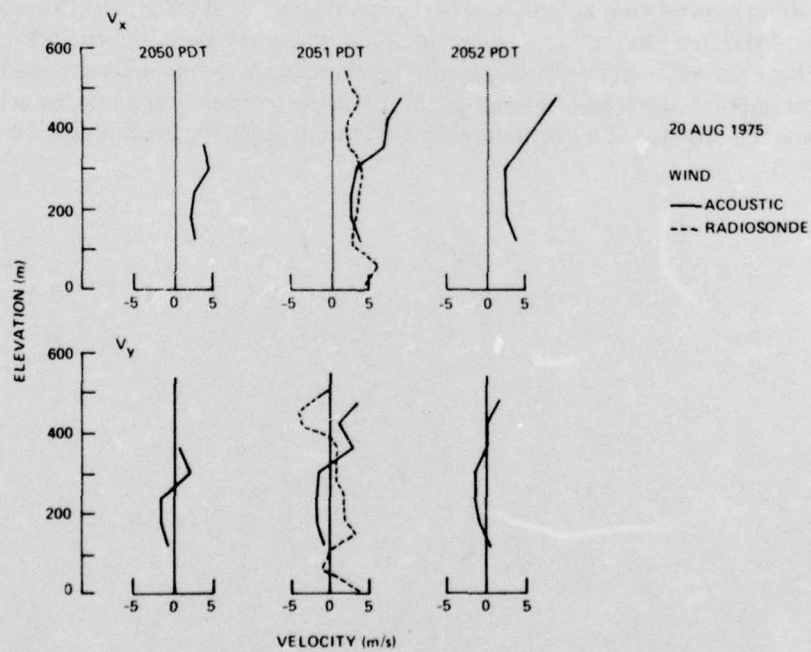 Vx
600
400
200
0
ELEVATION (m)
2050 PDT
2051 PDT
2052 PDT
-5 0 5
-5 0 5
-5 0 5
20 AUG 1975
WIND
ACOUSTIC
RADIOSONDE
Vy
600
400
200
0
-5 0 5
-5 0 5
-5 0 5
VELOCITY (m/s)